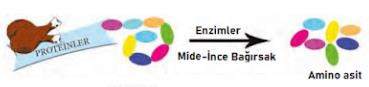 PROTEİNLER
Enzimler
Mide-İnce Bağırsak
Amino asit